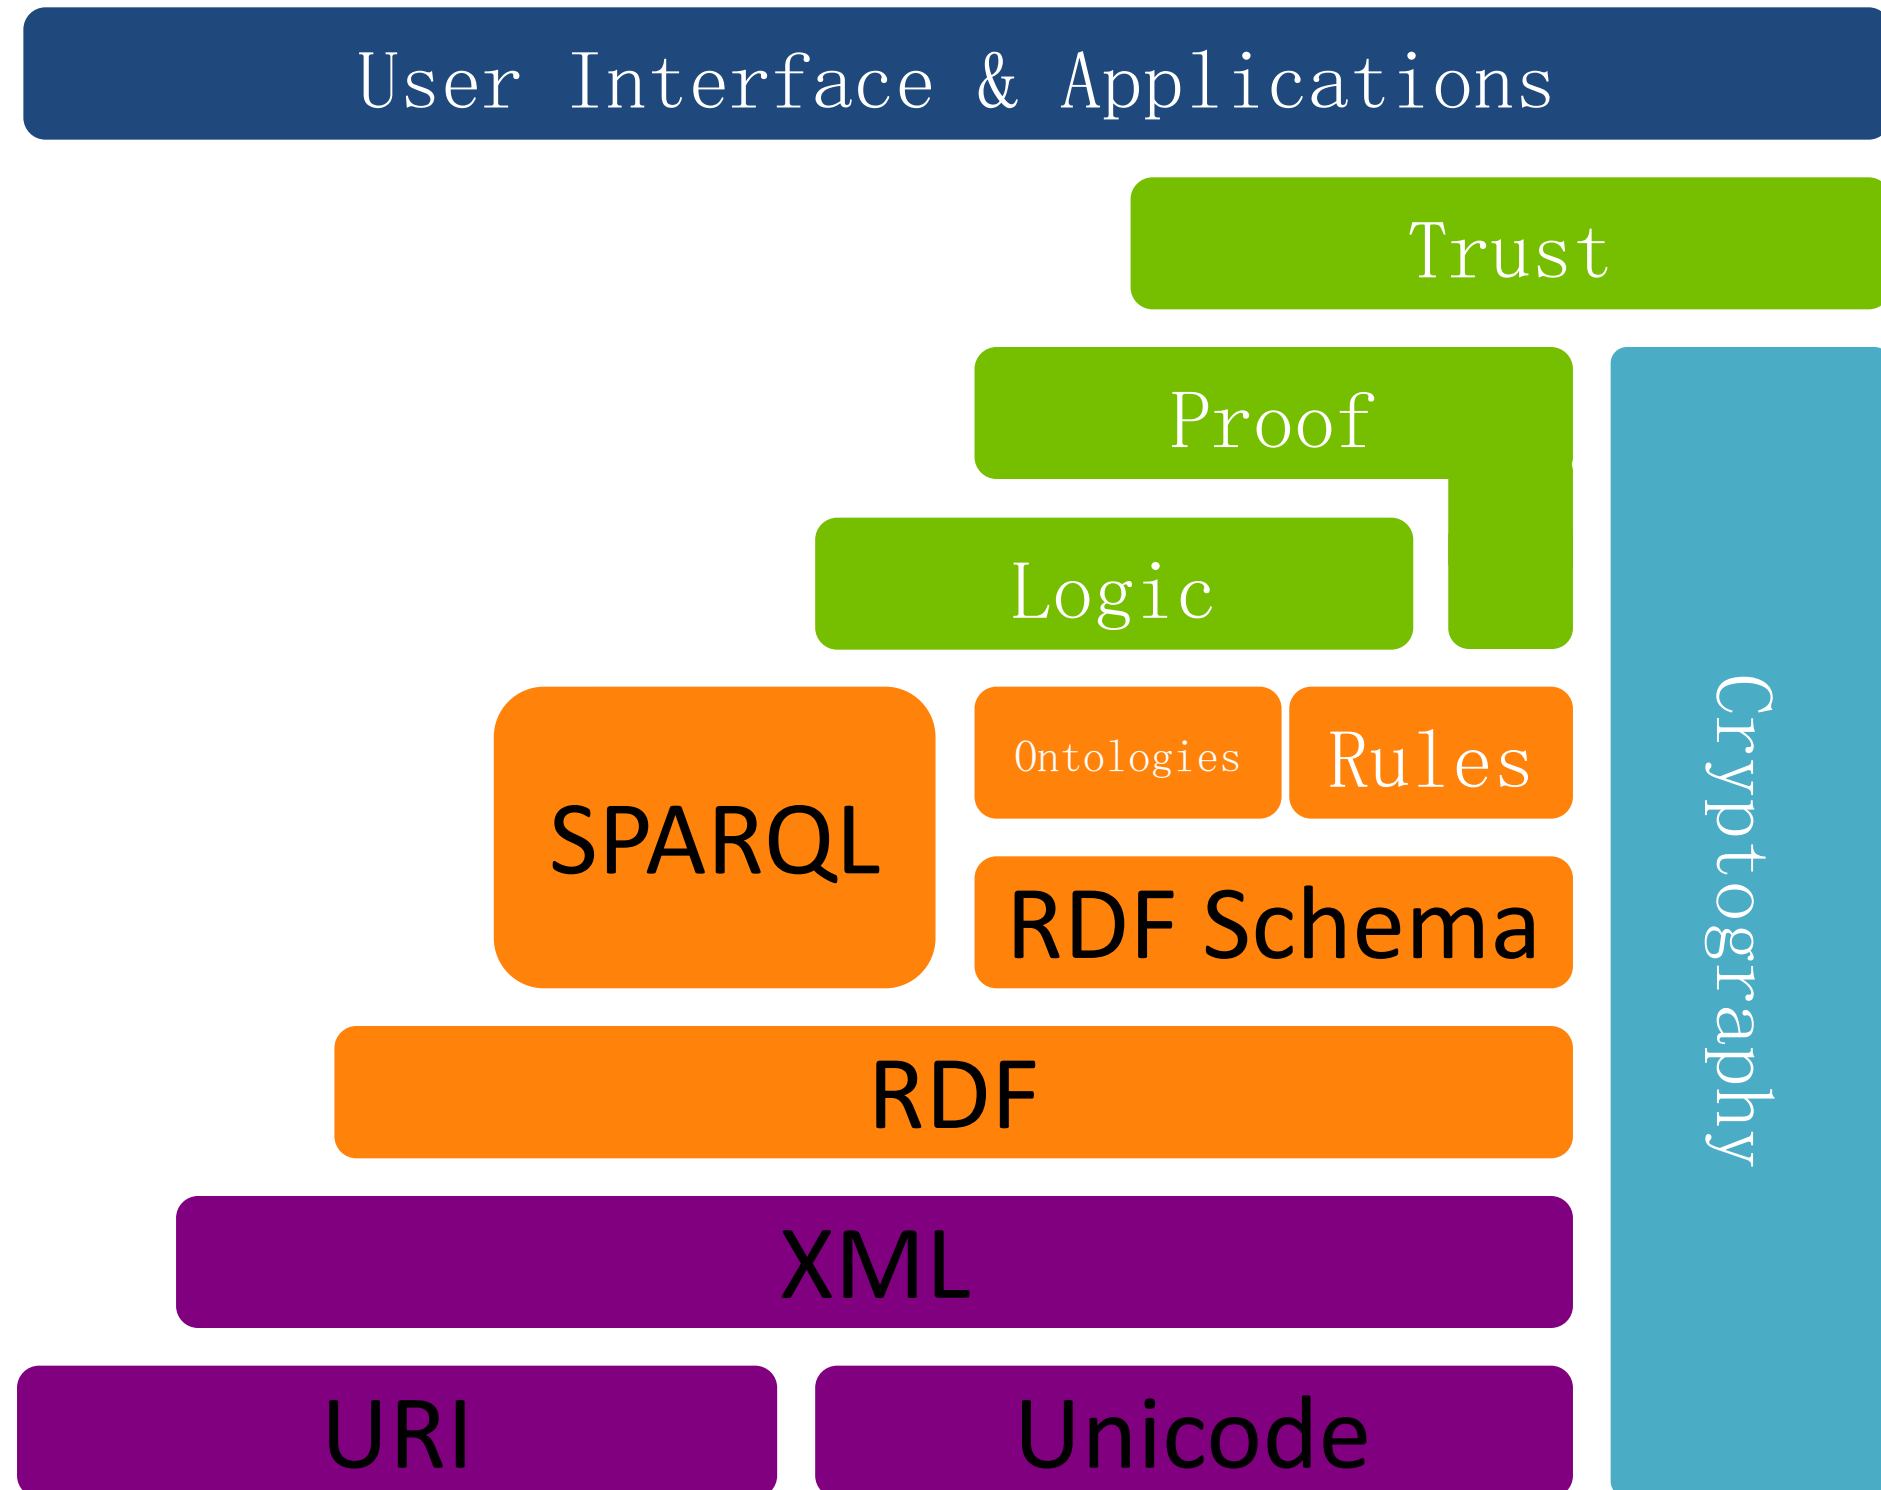 User Interface & Applications
Trust
Proof
Logic
SPARQL
Ontologies
Rules
RDF Schema
Cryptography
RDF
XML
URI
Unicode